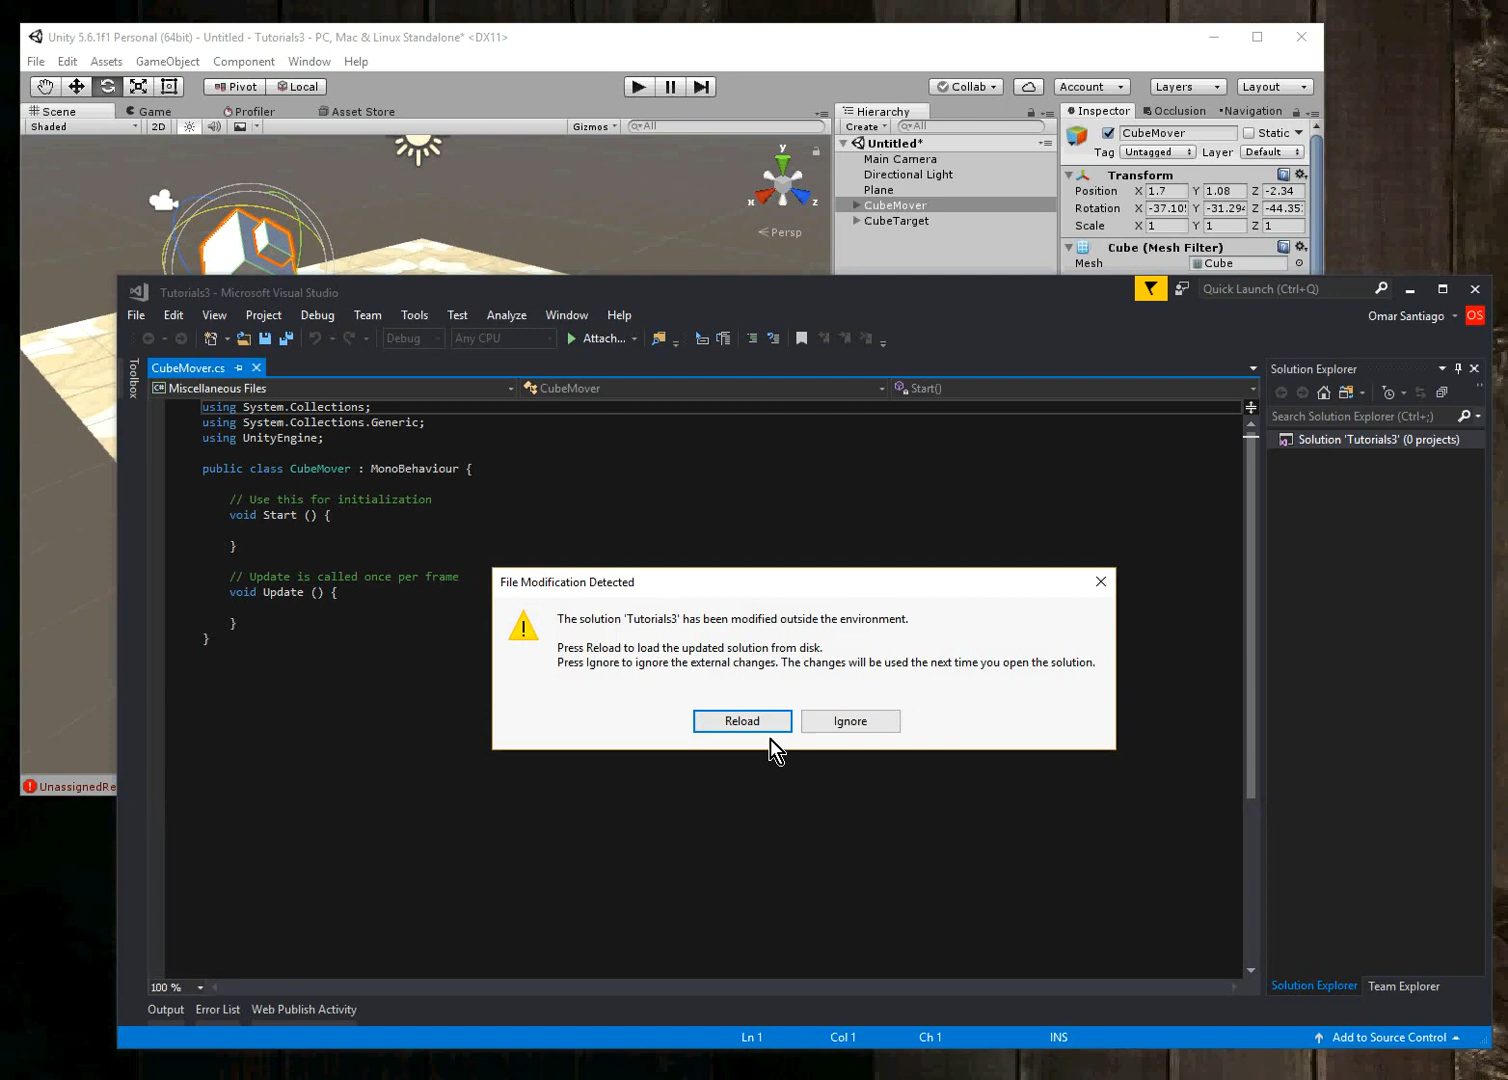 Unity 5.6.1f1 Personal (64bit) - Untitled - Tutorials3 - PC, Mac & Linux Standalone* <DX11>
File Edit Assets GameObject Component Window Help
Pivot Local Collab Account Layers Layout
Scene Game Profiler Asset Store Hierarchy Inspector Occlusion Navigation
Shaded 2D Gizmos All Create All CubeMover Static
Untitled* Tag Untagged Layer Default
Main Camera
Directional Light Transform
Plane Position X 1.7 Y 1.08 Z -2.34
CubeMover Rotation X -37.10 Y -31.294 Z -44.35
CubeTarget Scale X 1 Y 1 Z 1
y
x z
Persp
Cube (Mesh Filter)
Mesh Cube
Tutorials3 - Microsoft Visual Studio Quick Launch (Ctrl+Q)
File Edit View Project Debug Team Tools Test Analyze Window Help Omar Santiago OS
Debug Any CPU Attach...
Toolbox
CubeMover.cs Solution Explorer
C# Miscellaneous Files CubeMover Start()
Search Solution Explorer (Ctrl+;)
Solution 'Tutorials3' (0 projects)
using System.Collections;
using System.Collections.Generic;
using UnityEngine;
public class CubeMover : MonoBehaviour {
// Use this for initialization
void Start () {
}
// Update is called once per frame
void Update () {
}
}
File Modification Detected
The solution 'Tutorials3' has been modified outside the environment.
Press Reload to load the updated solution from disk.
Press Ignore to ignore the external changes. The changes will be used the next time you open the solution.
Reload Ignore
UnassignedRe
100 % Solution Explorer Team Explorer
Output Error List Web Publish Activity
Ln 1 Col 1 Ch 1 INS Add to Source Control